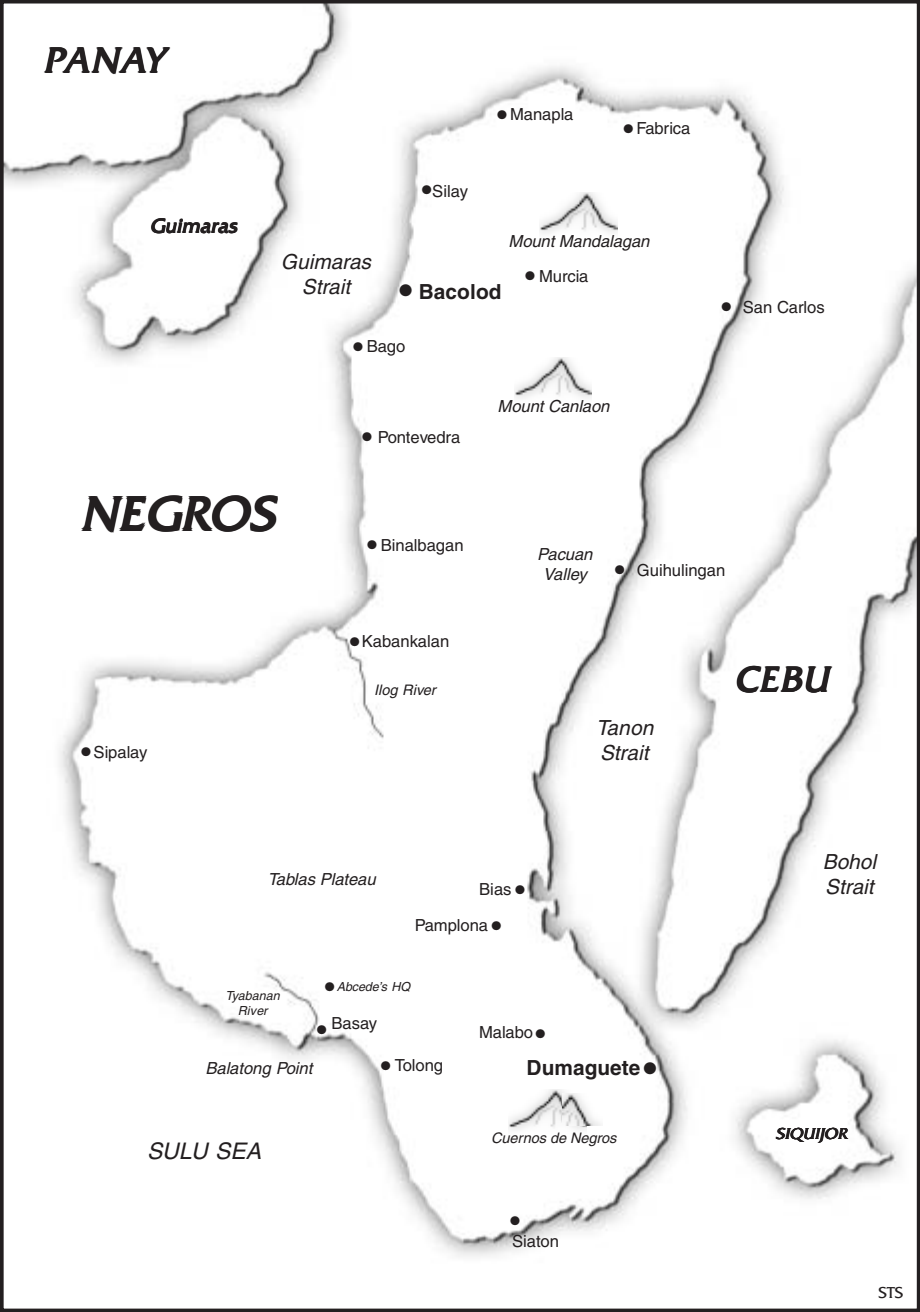 PANAY
Manapla
Fabrica
Silay
Guimaras
Mount Mandalagan
Guimaras
Strait
Murcia
Bacolod
San Carlos
Bago
Mount Canlaon
Pontevedra
NEGROS
Binalbagan
Pacuan
Valley
Guihulingan
Kabankalan
CEBU
Ilog River
Tanon
Strait
Sipalay
Bohol
Strait
Tablas Plateau
Bias
Pamplona
Abcede's HQ
Tyabanan
River
Basay
Malabo
Balatong Point
Tolong
Dumaguete
SIQUIJOR
Cuernos de Negros
SULU SEA
Siaton
STS